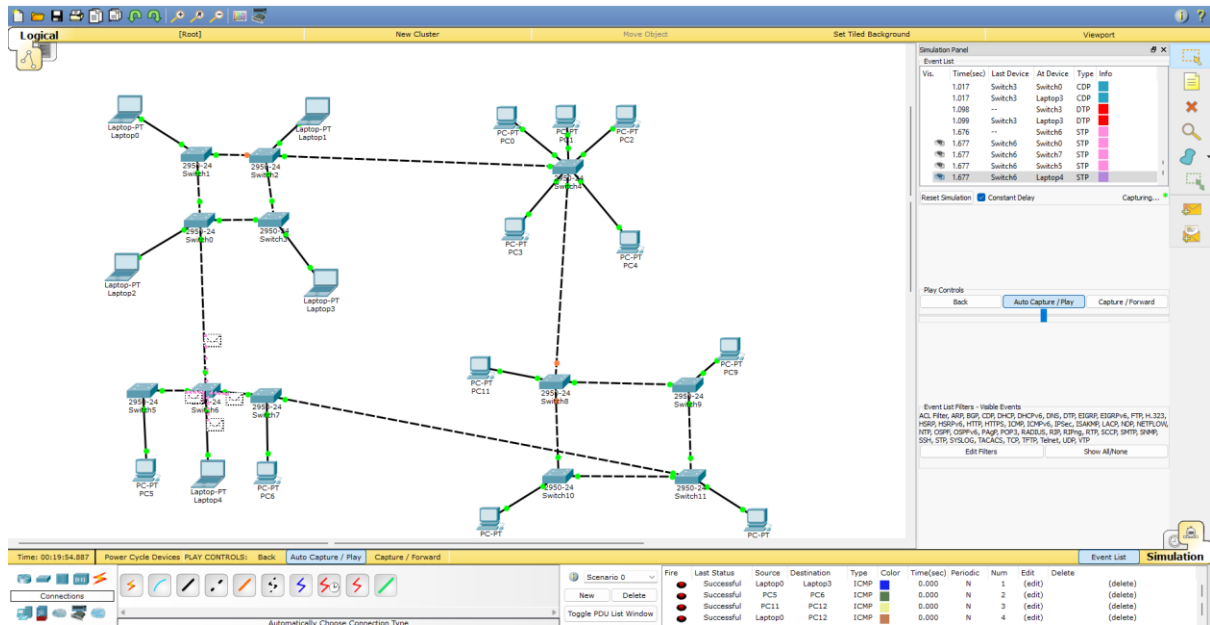 Logical [Root] New Cluster Move Object Set Tiled Background Viewport
Simulation Panel
Event List
Vis. Time(sec) Last Device At Device Type Info
1.017 Switch3 Switch0 CDP
1.017 Switch3 Laptop3 CDP
1.098 -- Switch3 DTP
1.099 Switch3 Laptop3 DTP
1.676 -- Switch6 STP
1.677 Switch6 Switch0 STP
1.677 Switch6 Switch7 STP
1.677 Switch6 Switch5 STP
1.677 Switch6 Laptop4 STP
Reset Simulation Constant Delay Capturing... *
Play Controls
Back Auto Capture / Play Capture / Forward
Event List Filters - Visible Events
ACL Filter, ARP, BGP, CDP, DHCP, DHCPv6, DNS, DTP, EIGRP, EIGRPv6, FTP, H.323,
HSRP, HSRPv6, HTTP, HTTPS, ICMP, ICMPv6, IPSec, ISAKMP, LACP, NDP, NETFLOW,
NTP, OSPF, OSPFv6, PAgP, POP3, RADIUS, RIP, RIPng, RTP, SCCP, SMTP, SNMP,
SSH, STP, SYSLOG, TACACS, TCP, TFTP, Telnet, UDP, VTP
Edit Filters Show All/None
Laptop-PT
Laptop0
Laptop-PT
Laptop1
2950-24
Switch1
2950-24
Switch2
2950-24
Switch0
2950-24
Switch3
Laptop-PT
Laptop2
Laptop-PT
Laptop3
PC-PT
PC0
PC-PT
PC1
PC-PT
PC2
2950-24
Switch4
PC-PT
PC3
PC-PT
PC4
2950-24
Switch5
2950-24
Switch6
2950-24
Switch7
PC-PT
PC5
Laptop-PT
Laptop4
PC-PT
PC6
PC-PT
PC11
2950-24
Switch8
PC-PT
PC9
2950-24
Switch9
2950-24
Switch10
2950-24
Switch11
PC-PT
PC-PT
Time: 00:19:54.887 Power Cycle Devices PLAY CONTROLS: Back Auto Capture / Play Capture / Forward Event List Simulation
Connections
Automatically Choose Connection Type
Scenario 0
New Delete
Toggle PDU List Window
Fire Last Status Source Destination Type Color Time(sec) Periodic Num Edit Delete
Successful Laptop0 Laptop3 ICMP 0.000 N 1 (edit) (delete)
Successful PC5 PC6 ICMP 0.000 N 2 (edit) (delete)
Successful PC11 PC12 ICMP 0.000 N 3 (edit) (delete)
Successful Laptop0 PC12 ICMP 0.000 N 4 (edit) (delete)